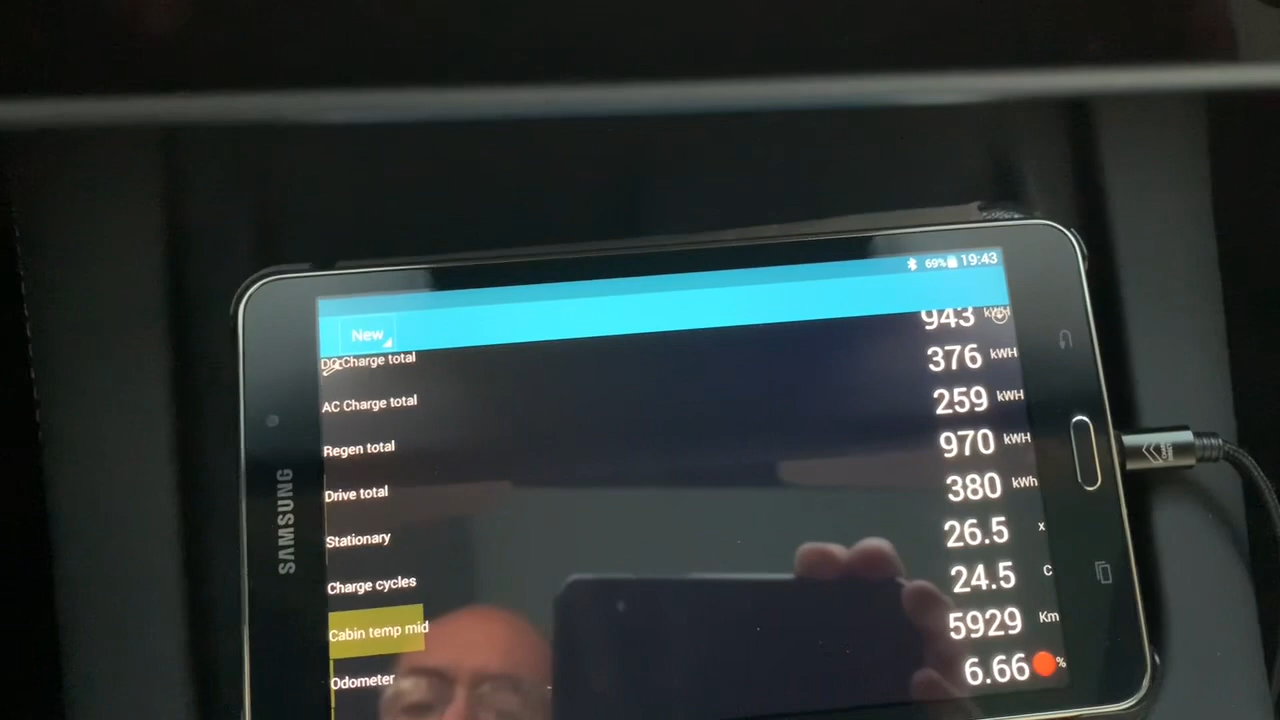 69% 19:43
New
943 kWH
DC Charge total 376 kWH
AC Charge total 259 kWH
Regen total 970 kWH
Drive total 380 kWh
Stationary 26.5 x
Charge cycles 24.5 C
Cabin temp mid 5929 Km
Odometer 6.66 %
SAMSUNG